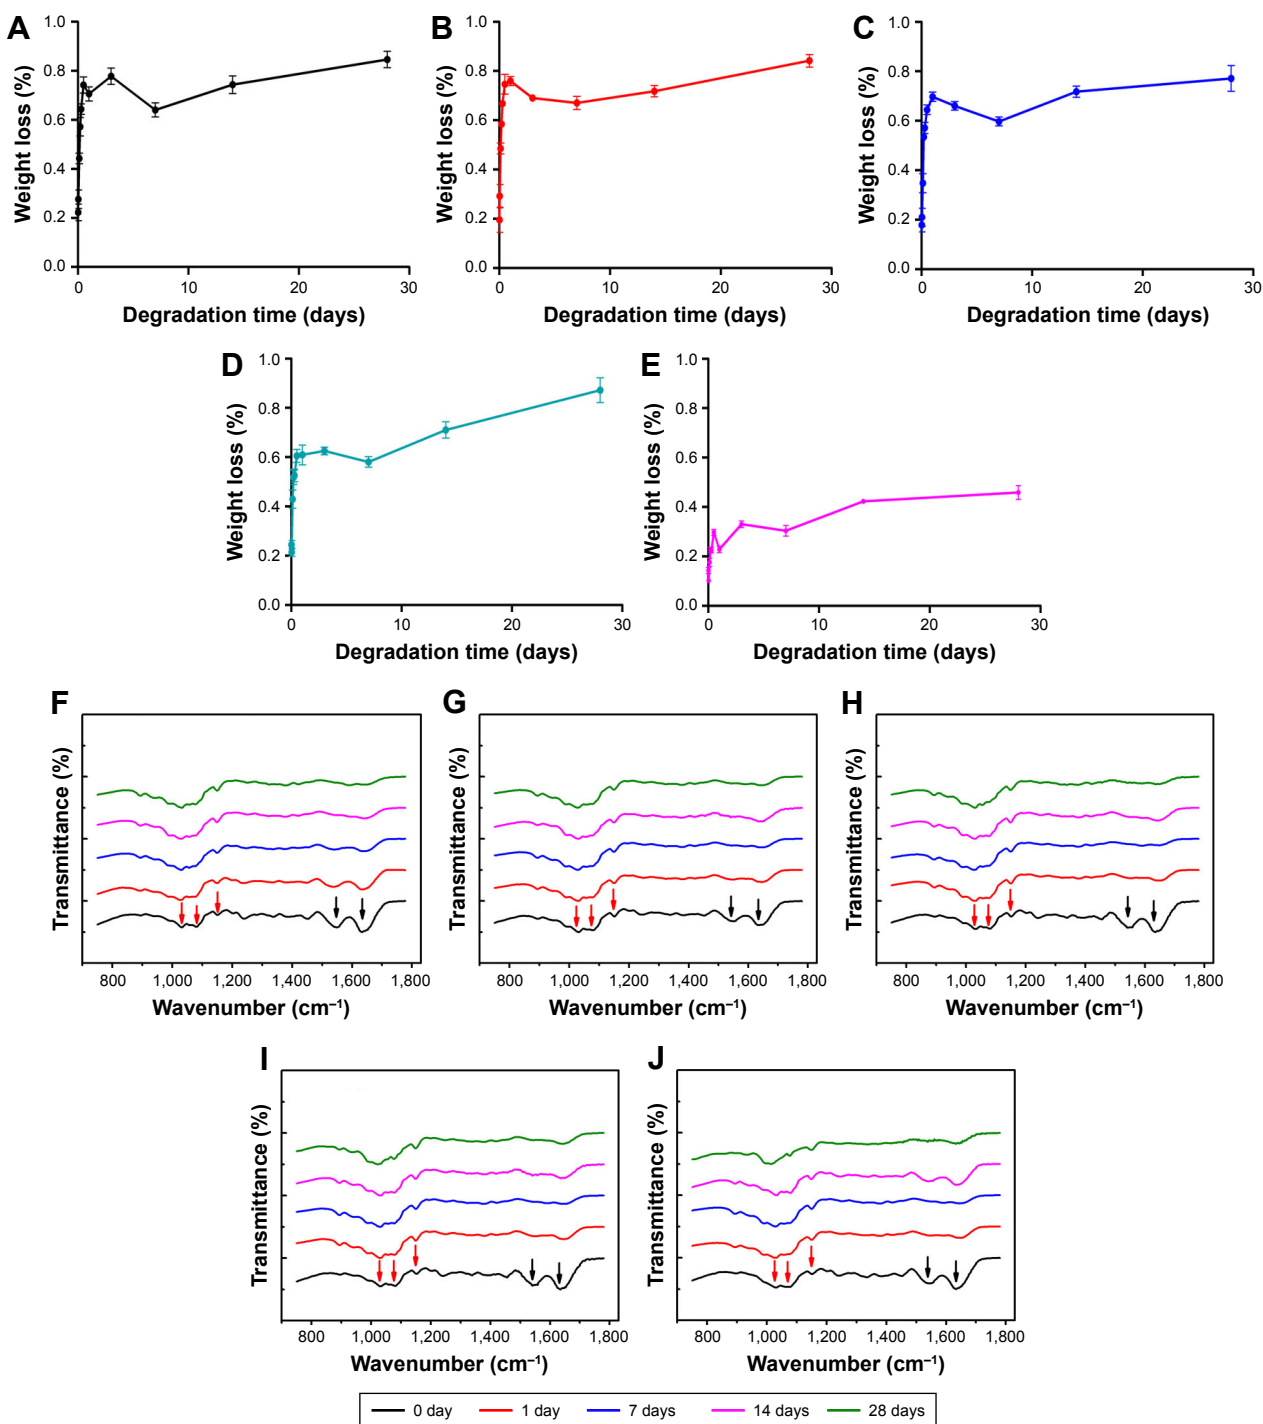 A
Weight loss (%)
1.0
0.8
0.6
0.4
0.2
0.0
0 10 20 30
Degradation time (days)
B
Weight loss (%)
1.0
0.8
0.6
0.4
0.2
0.0
0 10 20 30
Degradation time (days)
C
Weight loss (%)
1.0
0.8
0.6
0.4
0.2
0.0
0 10 20 30
Degradation time (days)
D
Weight loss (%)
1.0
0.8
0.6
0.4
0.2
0.0
0 10 20 30
Degradation time (days)
E
Weight loss (%)
1.0
0.8
0.6
0.4
0.2
0.0
0 10 20 30
Degradation time (days)
F
Transmittance (%)
800 1,000 1,200 1,400 1,600 1,800
Wavenumber (cm⁻¹)
G
Transmittance (%)
800 1,000 1,200 1,400 1,600 1,800
Wavenumber (cm⁻¹)
H
Transmittance (%)
800 1,000 1,200 1,400 1,600 1,800
Wavenumber (cm⁻¹)
I
Transmittance (%)
800 1,000 1,200 1,400 1,600 1,800
Wavenumber (cm⁻¹)
J
Transmittance (%)
800 1,000 1,200 1,400 1,600 1,800
Wavenumber (cm⁻¹)
0 day 1 day 7 days 14 days 28 days